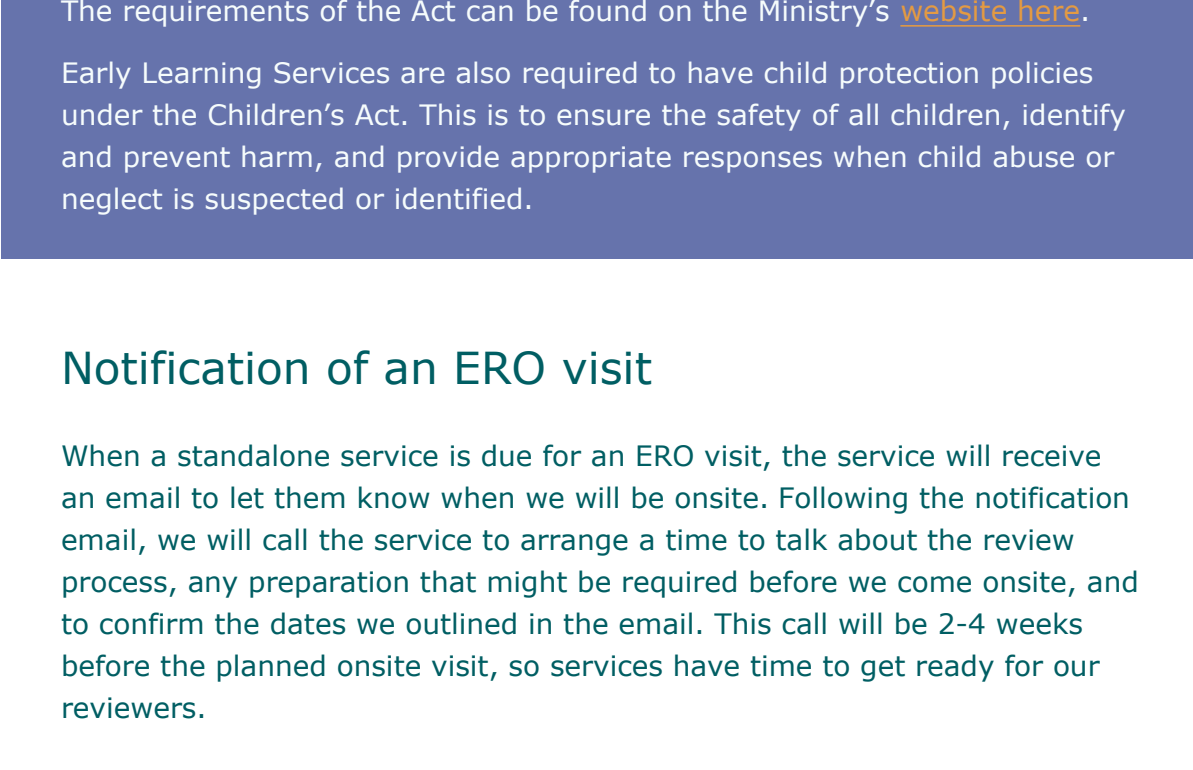 The requirements of the Act can be found on the Ministry’s website here.
Early Learning Services are also required to have child protection policies
under the Children’s Act. This is to ensure the safety of all children, identify
and prevent harm, and provide appropriate responses when child abuse or
neglect is suspected or identified.
Notification of an ERO visit
When a standalone service is due for an ERO visit, the service will receive
an email to let them know when we will be onsite. Following the notification
email, we will call the service to arrange a time to talk about the review
process, any preparation that might be required before we come onsite, and
to confirm the dates we outlined in the email. This call will be 2-4 weeks
before the planned onsite visit, so services have time to get ready for our
reviewers.